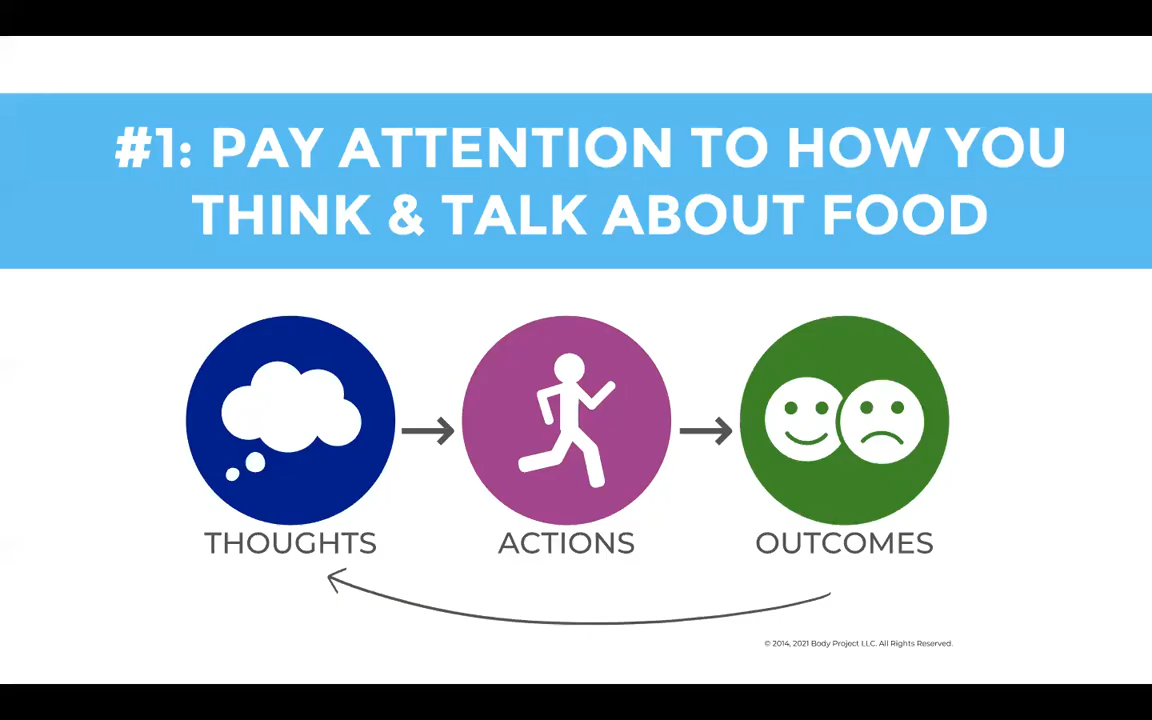 #1: PAY ATTENTION TO HOW YOU
THINK & TALK ABOUT FOOD
THOUGHTS
ACTIONS
OUTCOMES
© 2014, 2021 Body Project LLC. All Rights Reserved.